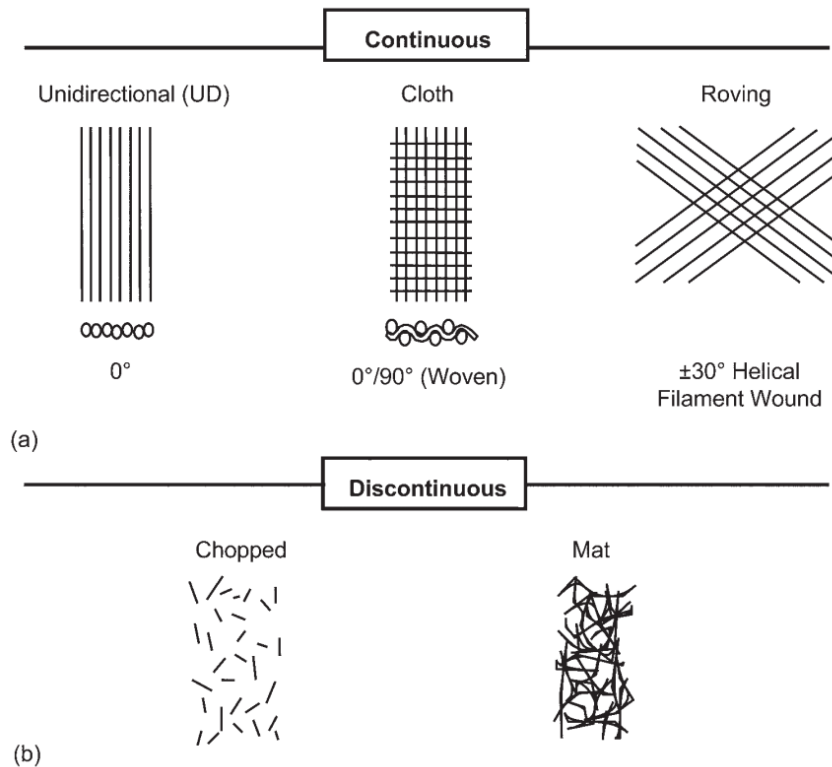 Continuous
Unidirectional (UD)
Cloth
Roving
0°
0°/90° (Woven)
±30° Helical
Filament Wound
(a)
Discontinuous
Chopped
Mat
(b)